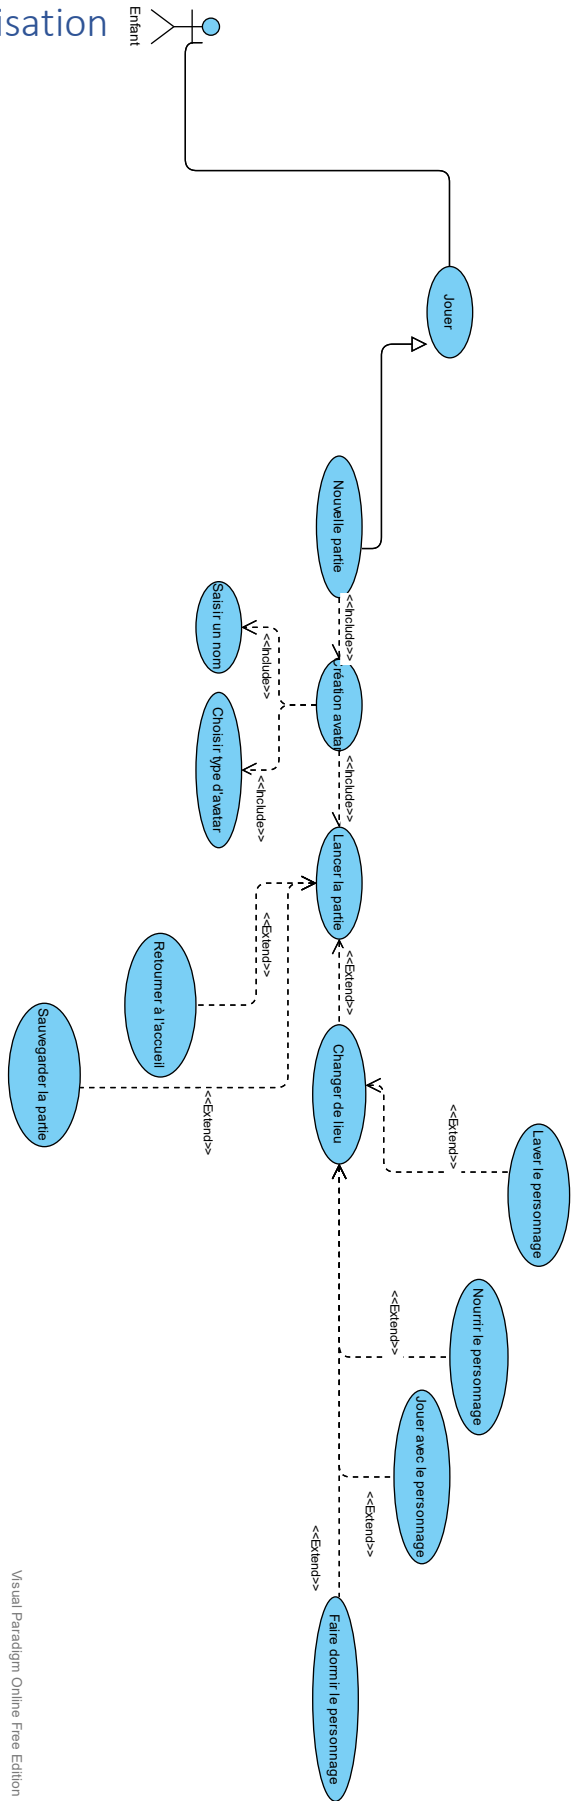 isation
Enfant
Jouer
Nouvelle partie
<<Include>>
Saisir un nom
<<Include>>
réation avatar
Choisir type d'avatar
<<Include>>
<<Include>>
Lancer la partie
<<Extend>>
<<Extend>>
Retourner à l'accueil
Sauvegarder la partie
<<Extend>>
Changer de lieu
<<Extend>>
Laver le personnage
<<Extend>>
Nourrir le personnage
Jouer avec le personnage
<<Extend>>
<<Extend>>
Faire dormir le personnage
Visual Paradigm Online Free Edition